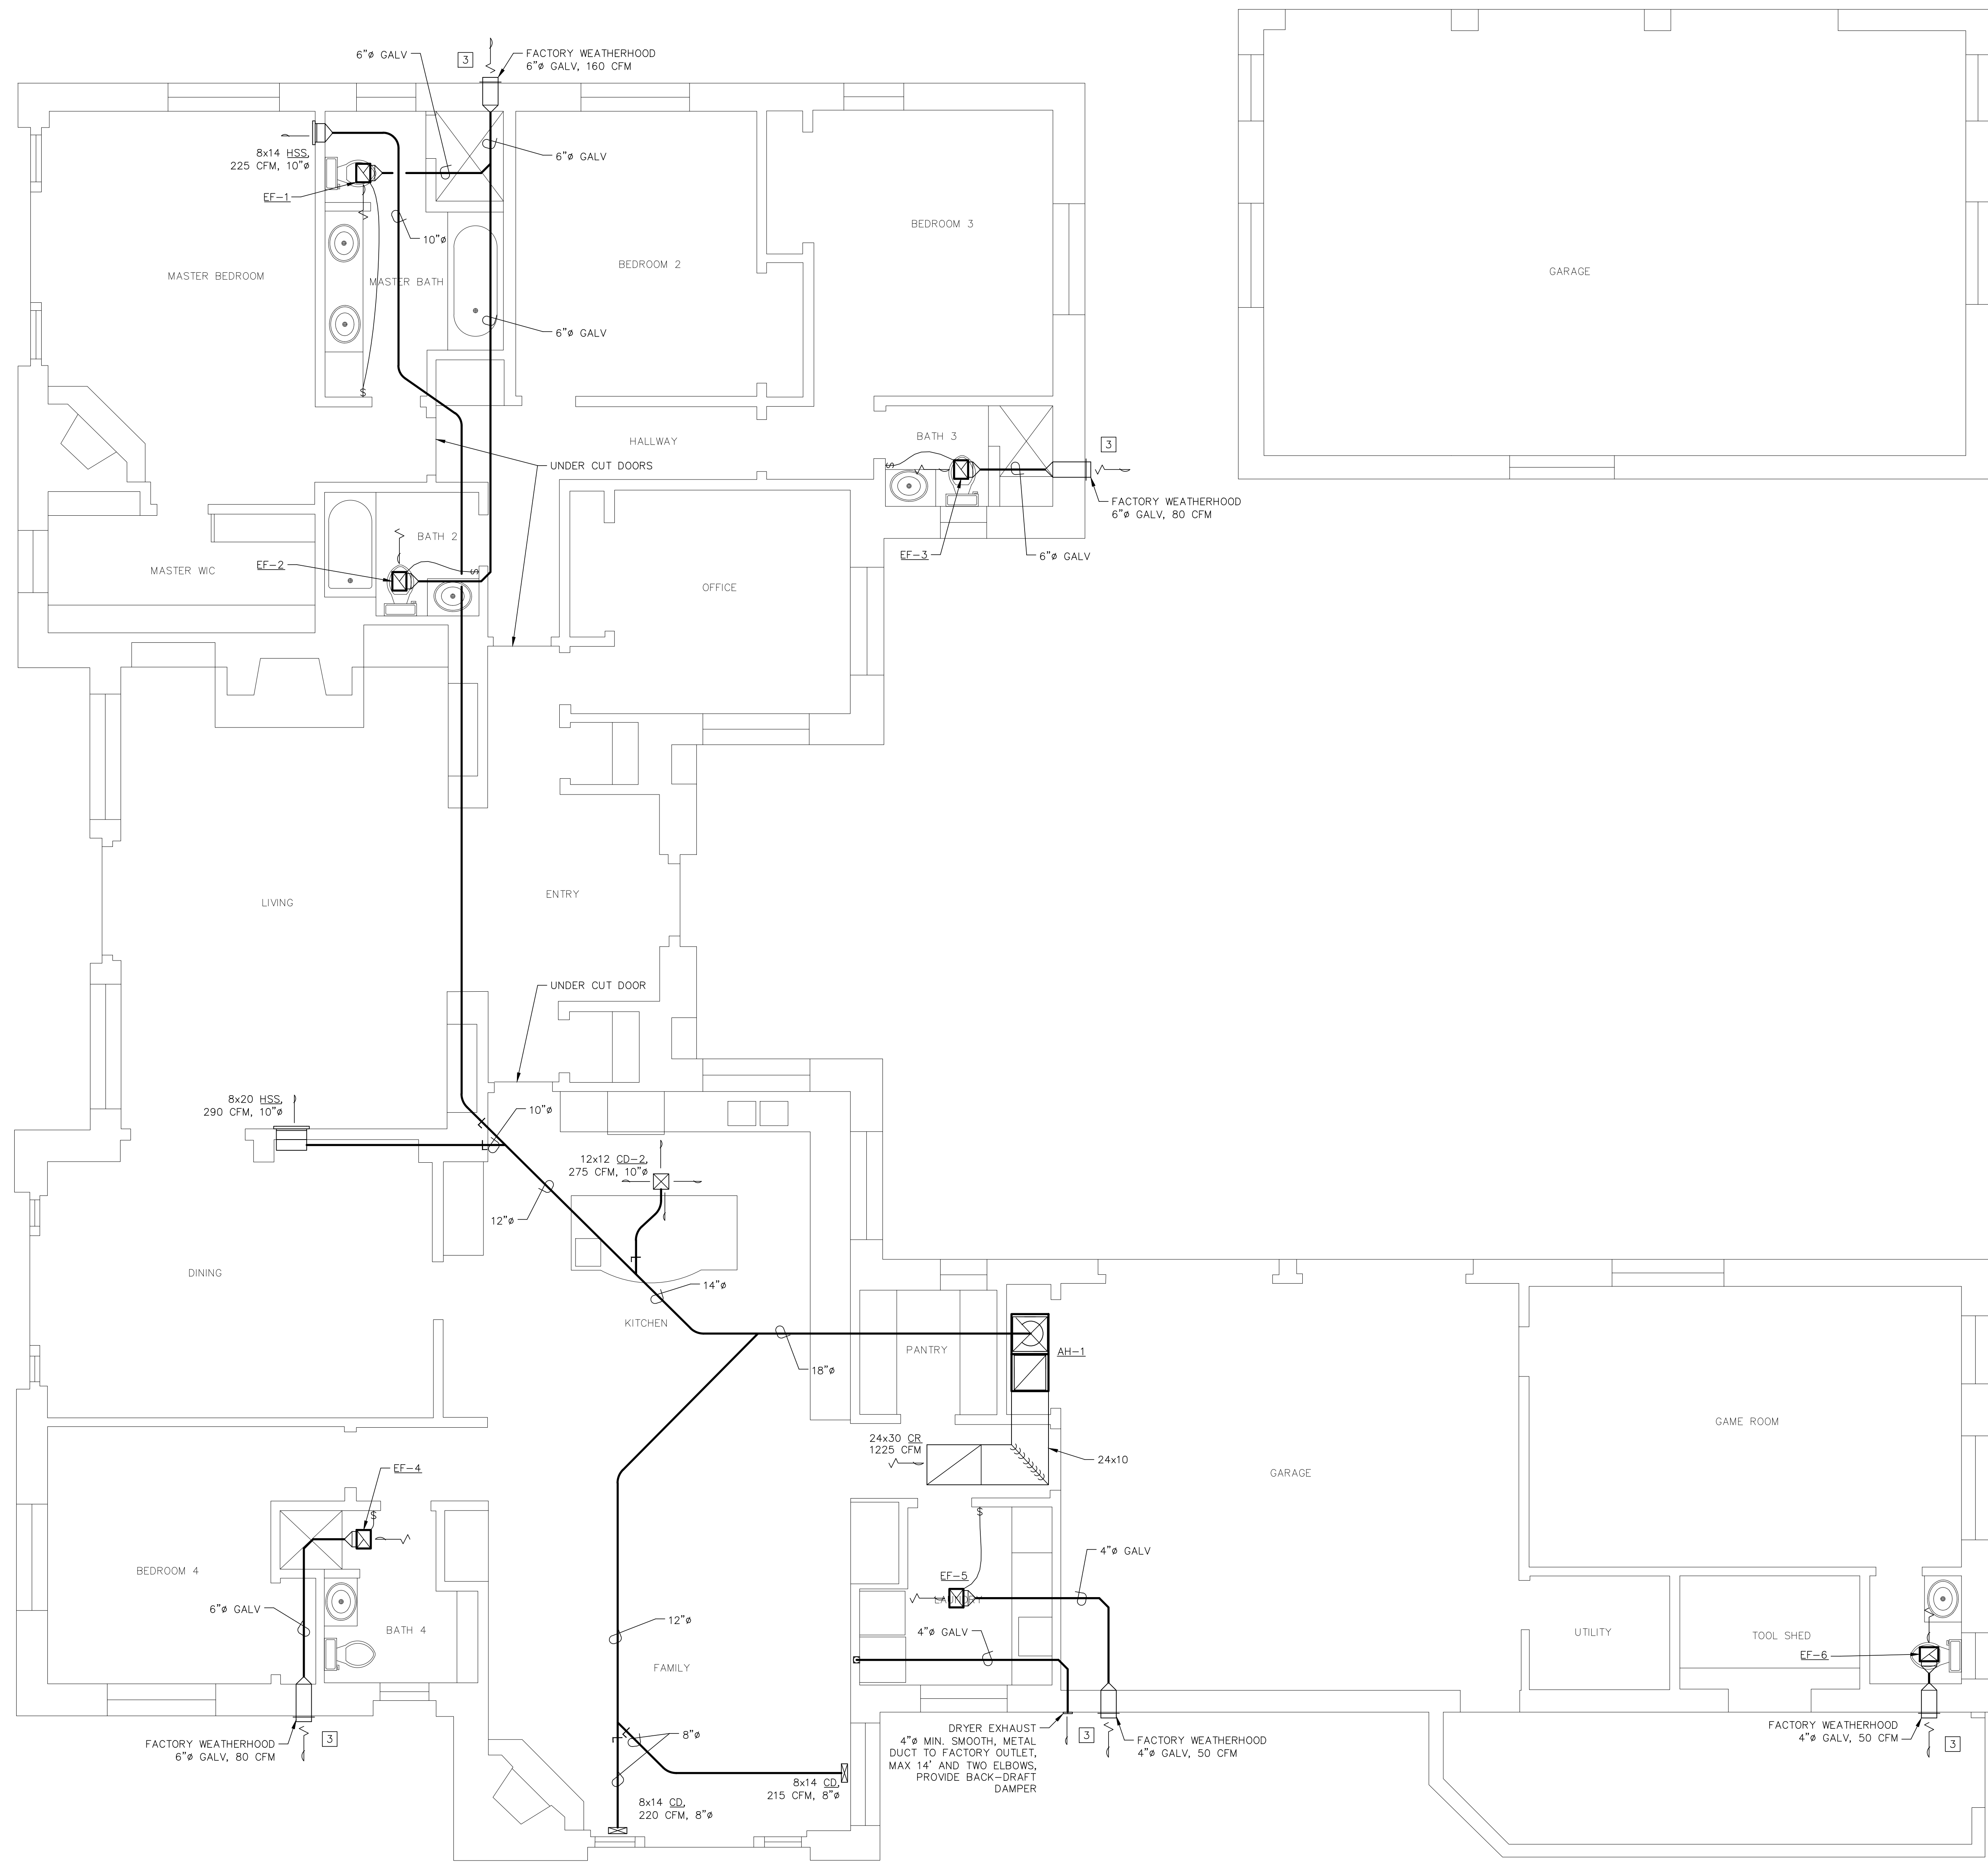 6"ø GALV
3
FACTORY WEATHERHOOD
6"ø GALV, 160 CFM
8x14 HSS,
225 CFM, 10"ø
6"ø GALV
EF-1
10"ø
MASTER BEDROOM
MASTER BATH
BEDROOM 2
BEDROOM 3
GARAGE
6"ø GALV
$
HALLWAY
BATH 3
3
UNDER CUT DOORS
$
FACTORY WEATHERHOOD
6"ø GALV, 80 CFM
BATH 2
EF-3
6"ø GALV
MASTER WIC
EF-2
$
OFFICE
LIVING
ENTRY
UNDER CUT DOOR
8x20 HSS,
290 CFM, 10"ø
10"ø
12x12 CD-2,
275 CFM, 10"ø
12"ø
DINING
14"ø
KITCHEN
PANTRY
AH-1
18"ø
GAME ROOM
24x30 CR
1225 CFM
24x10
GARAGE
EF-4
$
$
BEDROOM 4
4"ø GALV
EF-5
LAUNDRY
6"ø GALV
BATH 4
12"ø
4"ø GALV
UTILITY
TOOL SHED
FAMILY
EF-6
8"ø
3
FACTORY WEATHERHOOD
6"ø GALV, 80 CFM
DRYER EXHAUST
4"ø MIN. SMOOTH, METAL
DUCT TO FACTORY OUTLET,
MAX 14' AND TWO ELBOWS,
PROVIDE BACK-DRAFT
DAMPER
3
FACTORY WEATHERHOOD
4"ø GALV, 50 CFM
FACTORY WEATHERHOOD
4"ø GALV, 50 CFM
3
8x14 CD,
215 CFM, 8"ø
8x14 CD,
220 CFM, 8"ø